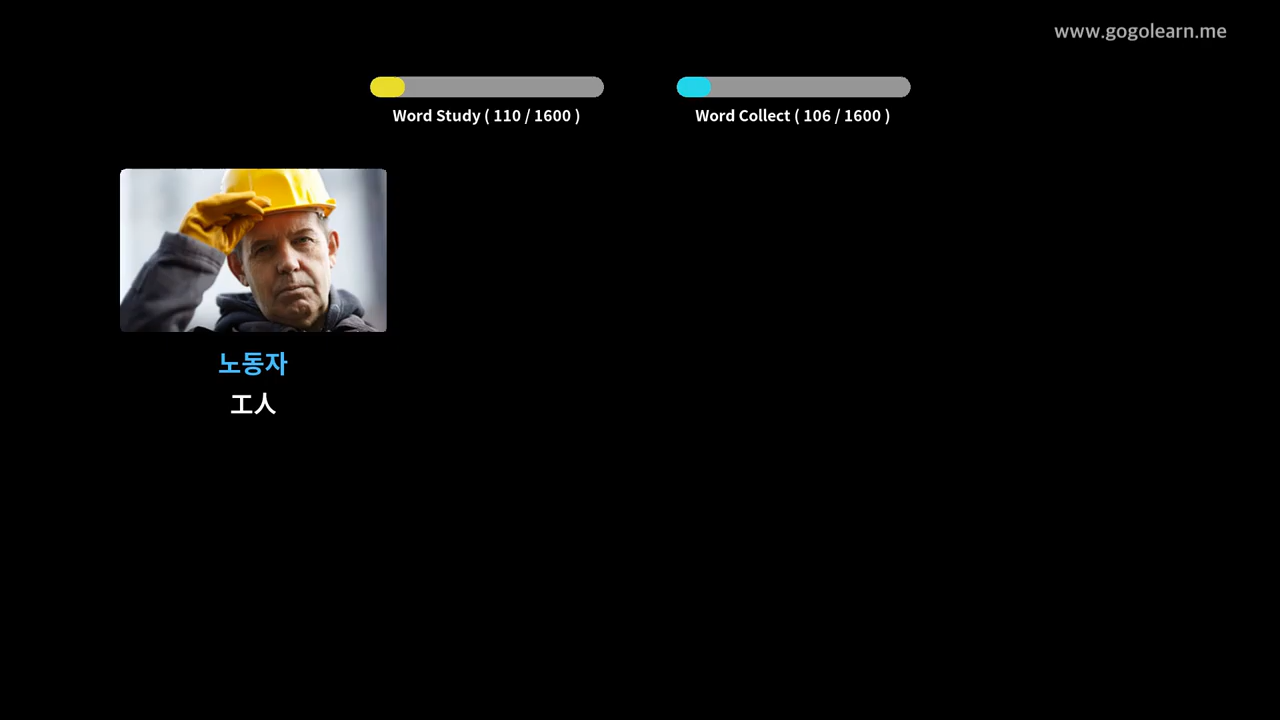 www.gogolearn.me
Word Study ( 110 / 1600 )
Word Collect ( 106 / 1600 )
노동자
工人